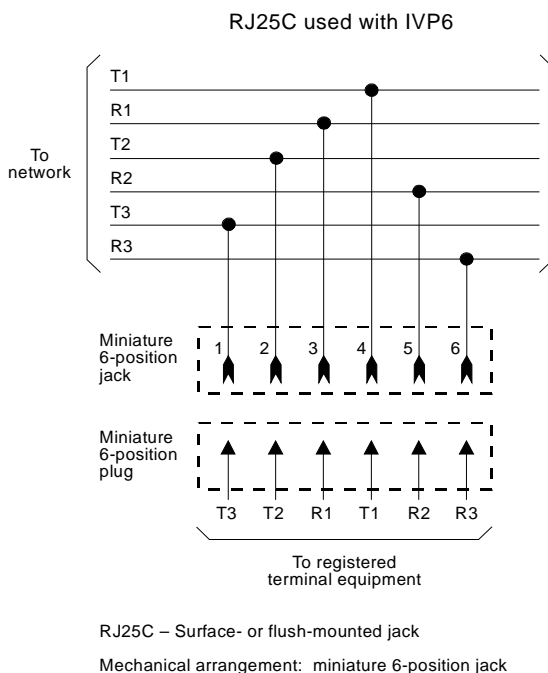 RJ25C used with IVP6
T1
R1
T2
To
network
R2
T3
R3
Miniature
6-position
jack
1 2 3 4 5 6
Miniature
6-position
plug
T3 T2 R1 T1 R2 R3
To registered
terminal equipment
RJ25C – Surface- or flush-mounted jack
Mechanical arrangement: miniature 6-position jack